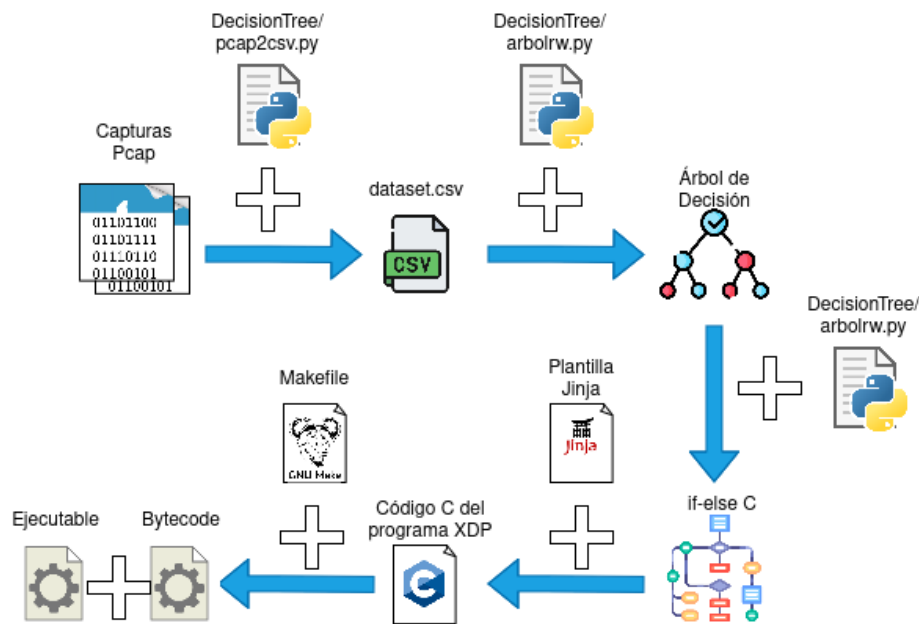 DecisionTree/
pcap2csv.py
DecisionTree/
arbolrw.py
Capturas
Pcap
01101100
01101111
01110110
01100101
01100101
dataset.csv
CSV
Árbol de
Decisión
DecisionTree/
arbolrw.py
Makefile
GNU Make
Plantilla
Jinja
Jinja
if-else C
Código C del
programa XDP
C
Bytecode
Ejecutable